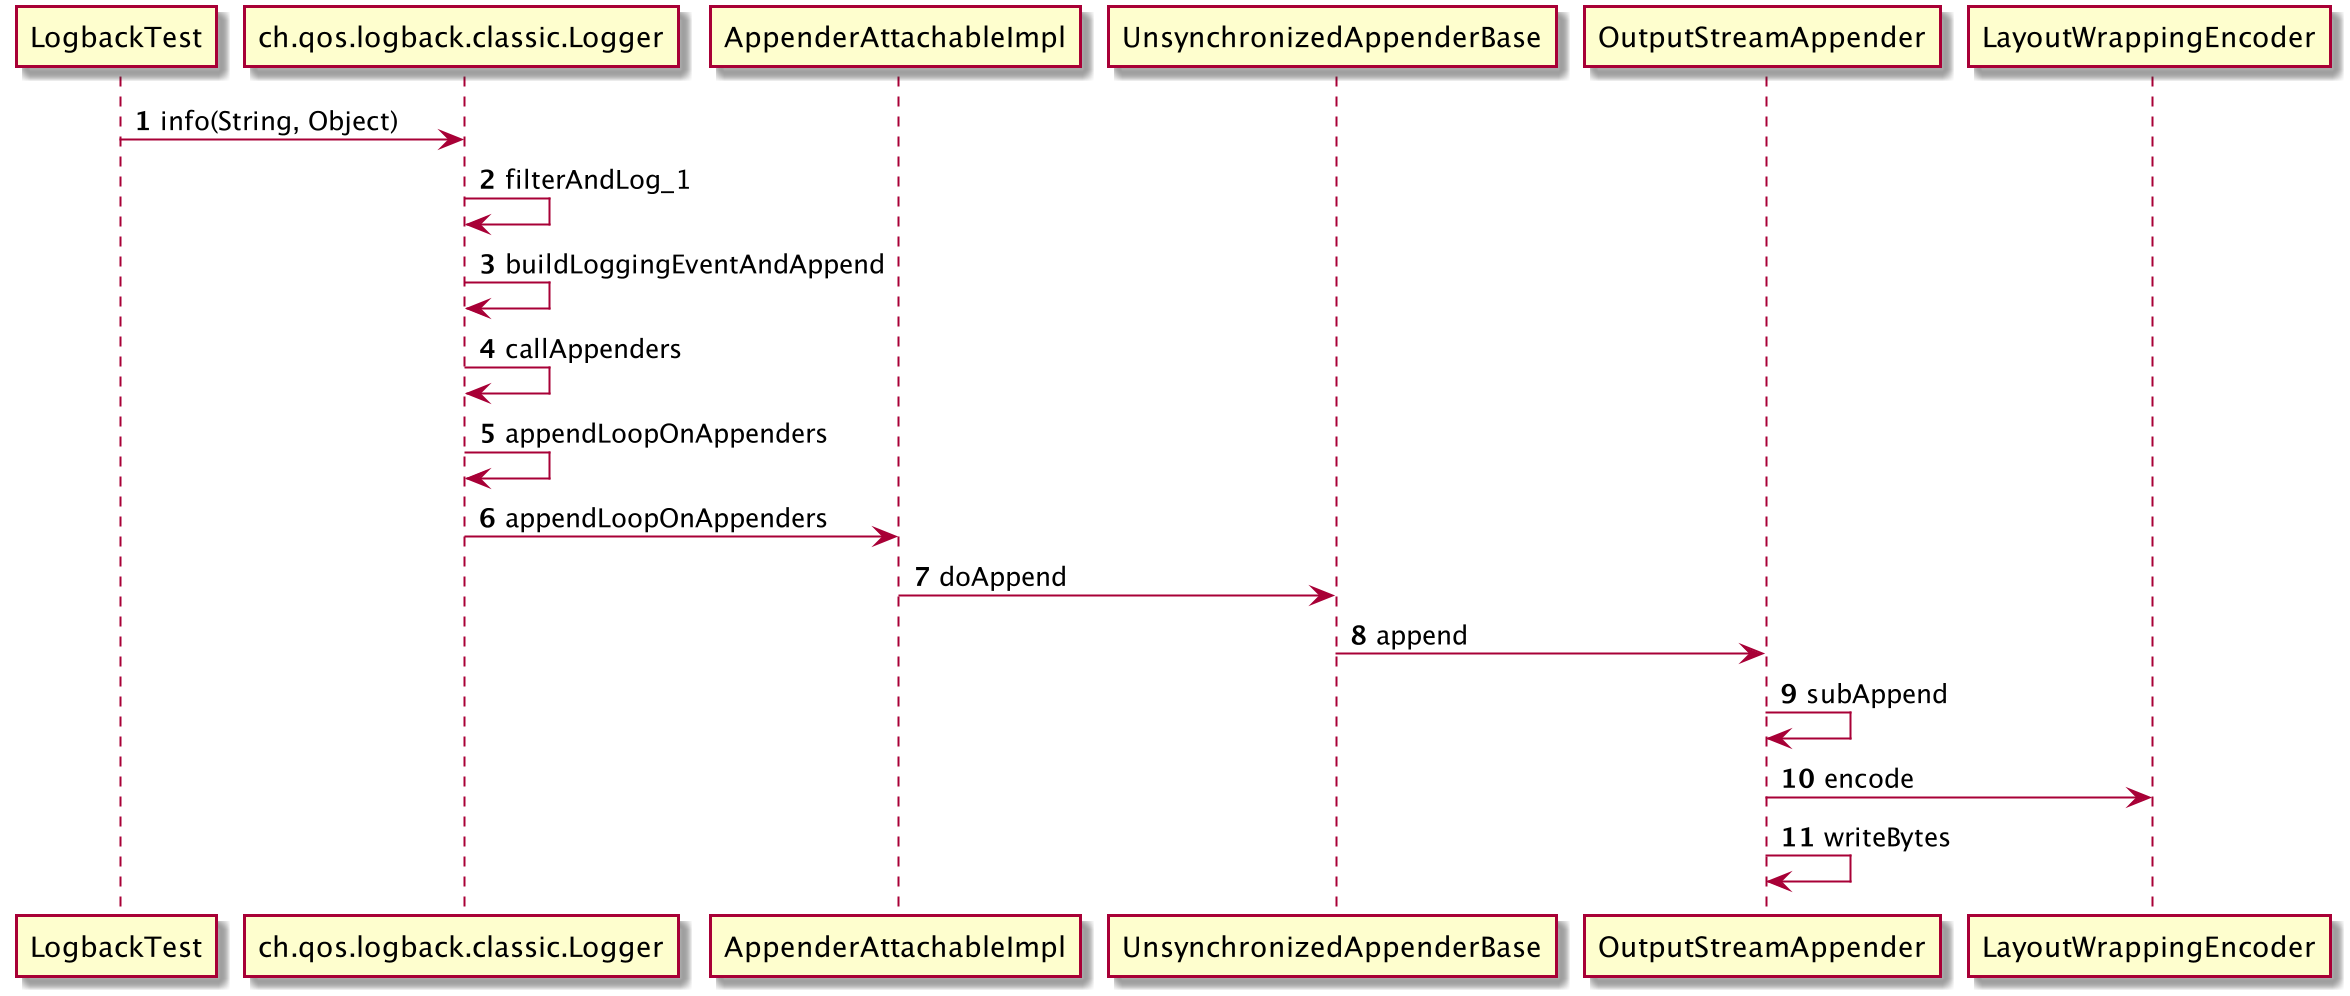 LogbackTest
ch.qos.logback.classic.Logger
AppenderAttachableImpl
UnsynchronizedAppenderBase
OutputStreamAppender
LayoutWrappingEncoder
1 info(String, Object)
2 filterAndLog_1
3 buildLoggingEventAndAppend
4 callAppenders
5 appendLoopOnAppenders
6 appendLoopOnAppenders
7 doAppend
8 append
9 subAppend
10 encode
11 writeBytes
LogbackTest
ch.qos.logback.classic.Logger
AppenderAttachableImpl
UnsynchronizedAppenderBase
OutputStreamAppender
LayoutWrappingEncoder